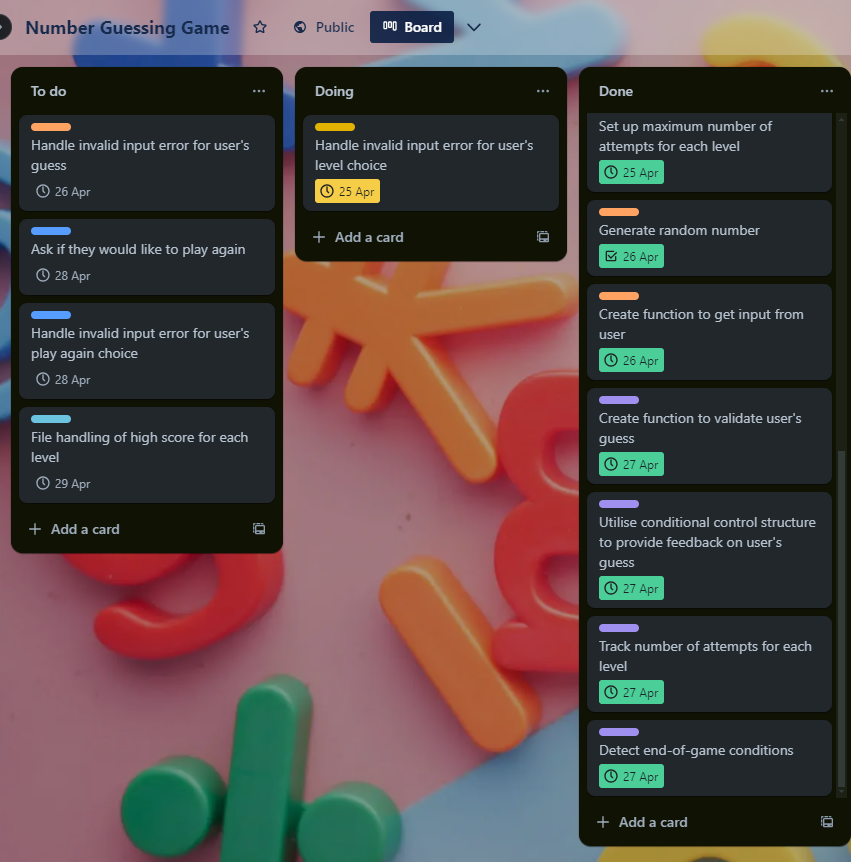 Number Guessing Game
Public
Board
To do
Handle invalid input error for user's
guess
26 Apr
Ask if they would like to play again
28 Apr
Handle invalid input error for user's
play again choice
28 Apr
File handling of high score for each
level
29 Apr
Add a card
Doing
Handle invalid input error for user's
level choice
25 Apr
Add a card
Done
Set up maximum number of
attempts for each level
25 Apr
Generate random number
26 Apr
Create function to get input from
user
26 Apr
Create function to validate user's
guess
27 Apr
Utilise conditional control structure
to provide feedback on user's
guess
27 Apr
Track number of attempts for each
level
27 Apr
Detect end-of-game conditions
27 Apr
Add a card